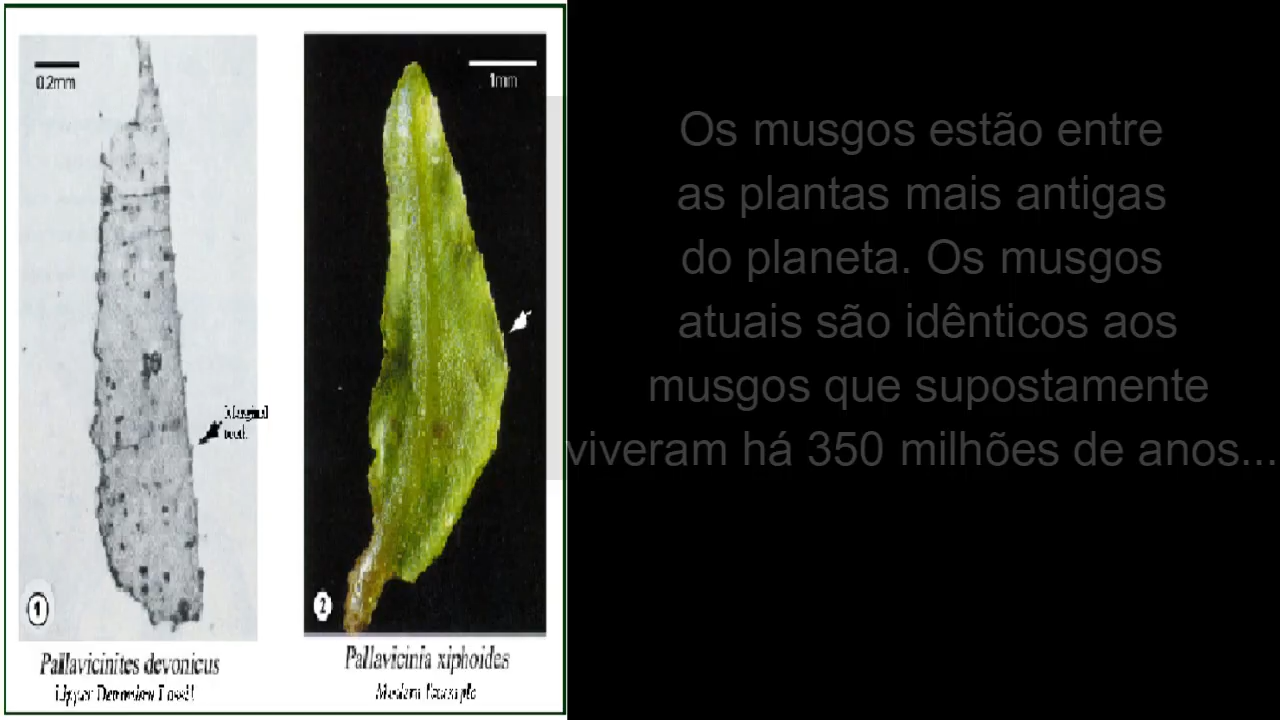 0.2mm
1mm
Marginal
teeth
1
2
Pallavicinites devonicus
Upper Devonian Fossil
Pallavicinia xiphoides
Modern Example
Os musgos estão entre
as plantas mais antigas
do planeta. Os musgos
atuais são idênticos aos
musgos que supostamente
viveram há 350 milhões de anos...